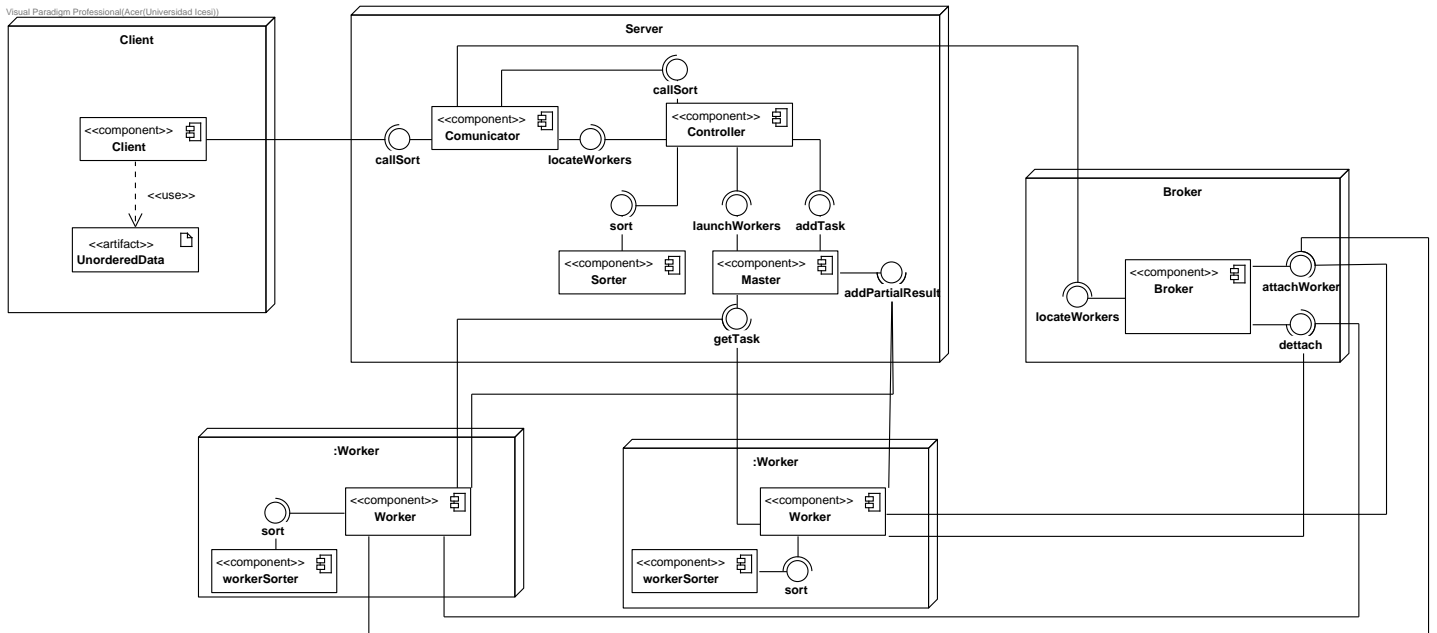 Visual Paradigm Professional(Acer(Universidad Icesi))
Client
<<component>>
Client
<<use>>
<<artifact>>
UnorderedData
Server
callSort
<<component>>
Comunicator
callSort
locateWorkers
<<component>>
Controller
sort
launchWorkers
addTask
<<component>>
Sorter
<<component>>
Master
addPartialResult
getTask
Broker
<<component>>
Broker
attachWorker
locateWorkers
dettach
:Worker
<<component>>
Worker
sort
<<component>>
workerSorter
:Worker
<<component>>
Worker
<<component>>
workerSorter
sort